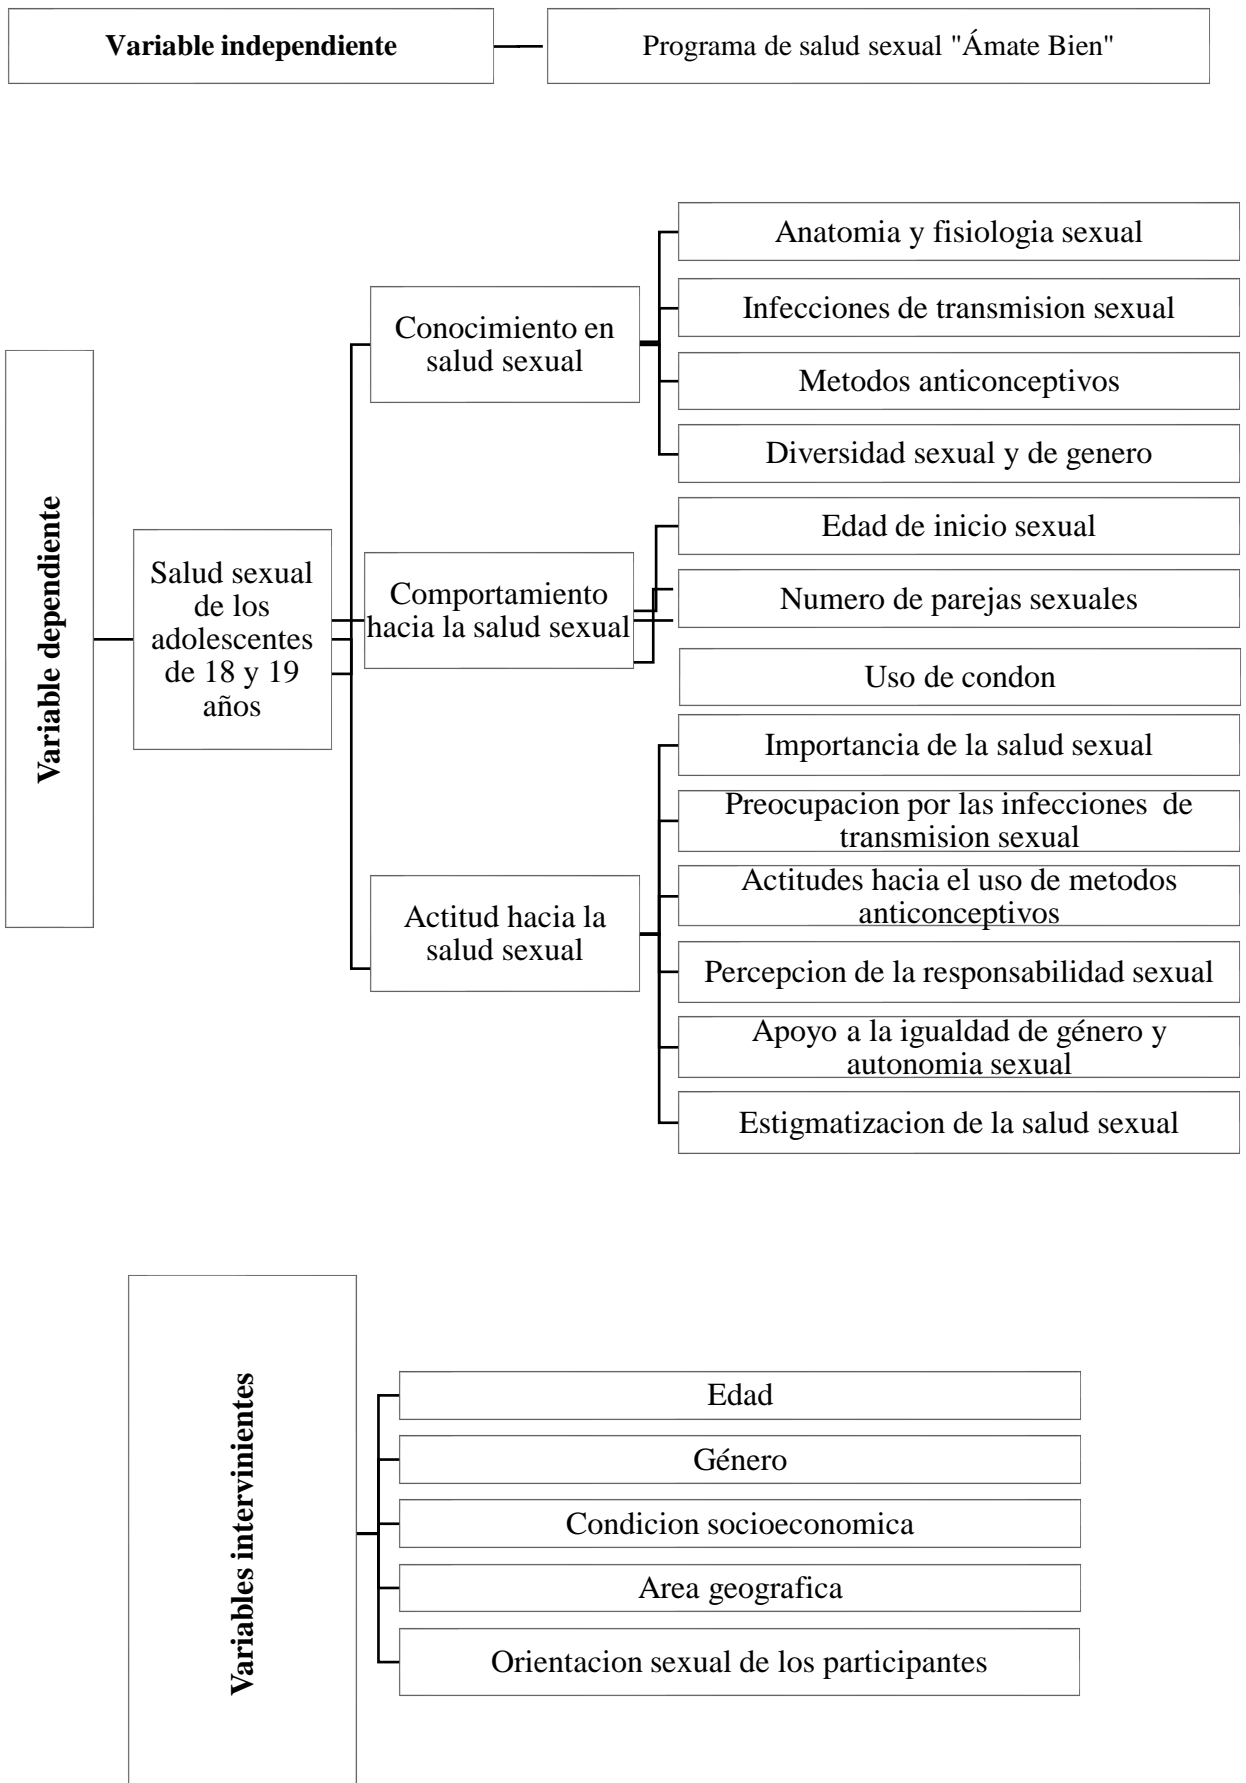 Variable independiente
Programa de salud sexual "Ámate Bien"
Variable dependiente
Salud sexual
de los
adolescentes
de 18 y 19
años
Conocimiento en
salud sexual
Anatomia y fisiologia sexual
Infecciones de transmision sexual
Metodos anticonceptivos
Diversidad sexual y de genero
Comportamiento
hacia la salud sexual
Edad de inicio sexual
Numero de parejas sexuales
Uso de condon
Actitud hacia la
salud sexual
Importancia de la salud sexual
Preocupacion por las infecciones de
transmision sexual
Actitudes hacia el uso de metodos
anticonceptivos
Percepcion de la responsabilidad sexual
Apoyo a la igualdad de género y
autonomia sexual
Estigmatizacion de la salud sexual
Variables intervinientes
Edad
Género
Condicion socioeconomica
Area geografica
Orientacion sexual de los participantes